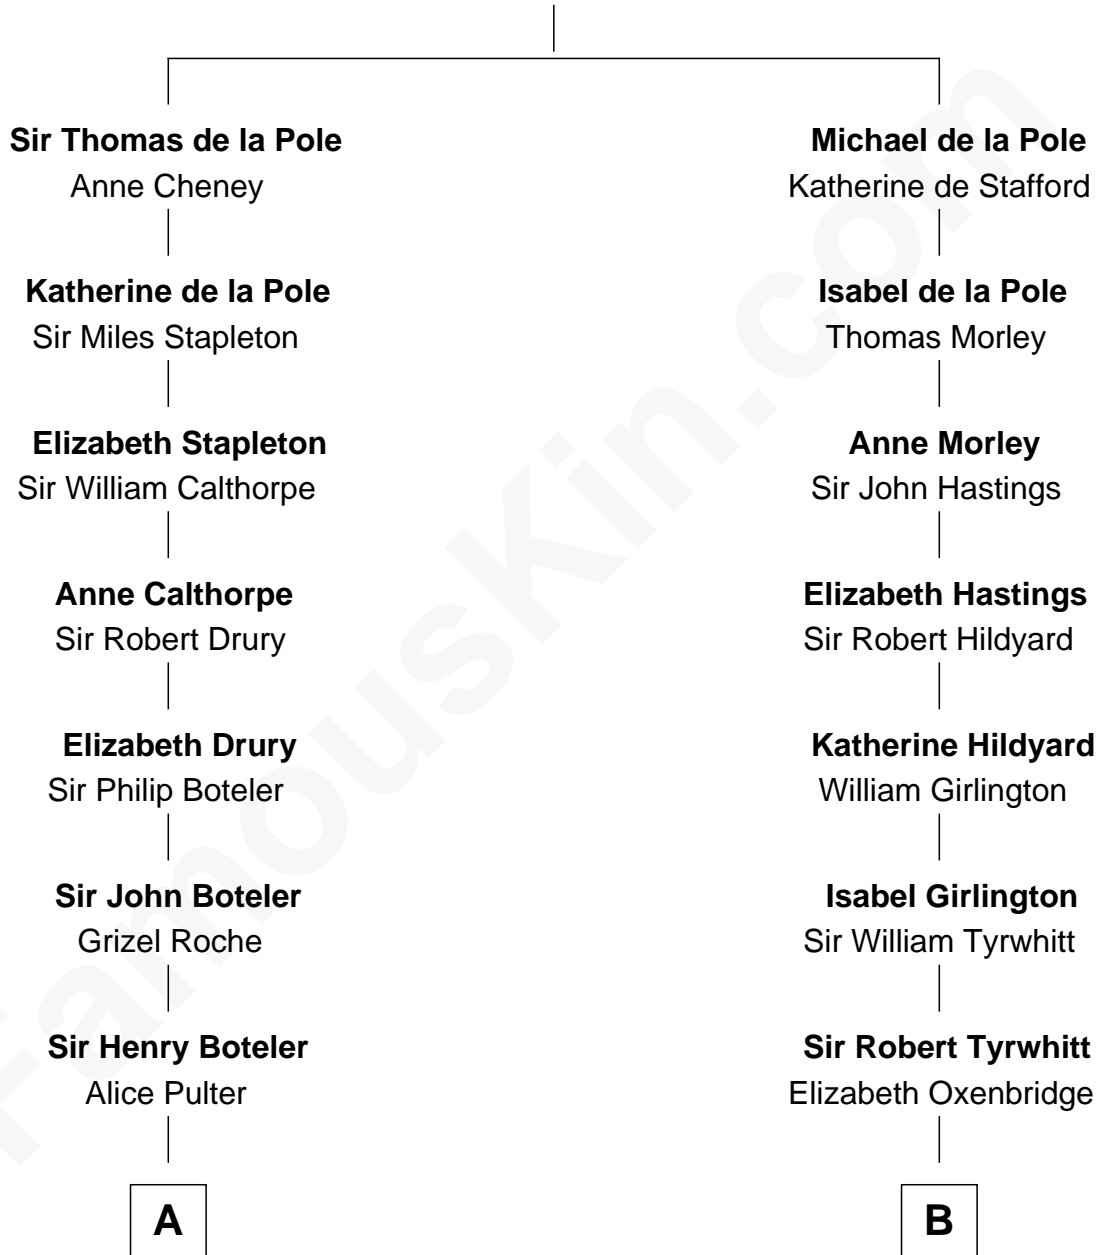 Sir Thomas de la Pole
Anne Cheney
Katherine de la Pole
Sir Miles Stapleton
Elizabeth Stapleton
Sir William Calthorpe
Anne Calthorpe
Sir Robert Drury
Elizabeth Drury
Sir Philip Boteler
Sir John Boteler
Grizel Roche
Sir Henry Boteler
Alice Pulter
A
Michael de la Pole
Katherine de Stafford
Isabel de la Pole
Thomas Morley
Anne Morley
Sir John Hastings
Elizabeth Hastings
Sir Robert Hildyard
Katherine Hildyard
William Girlington
Isabel Girlington
Sir William Tyrwhitt
Sir Robert Tyrwhitt
Elizabeth Oxenbridge
B
FamousKin.com